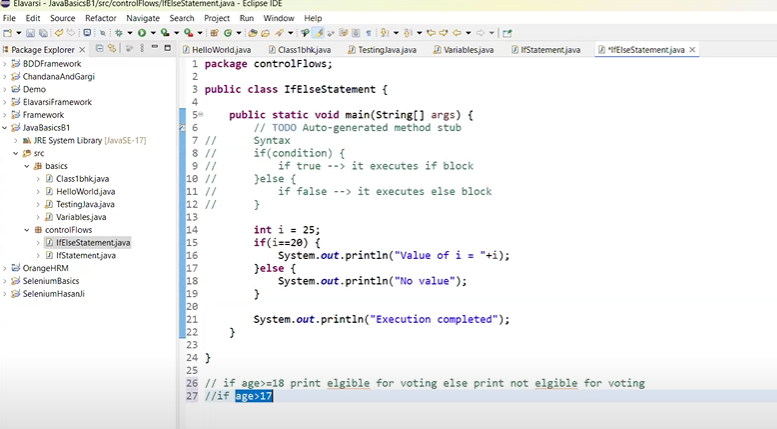 Elavarsi - JavaBasicsB1/src/controlFlows/IfElseStatement.java - Eclipse IDE
File Edit Source Refactor Navigate Search Project Run Window Help
Package Explorer
BDDFramework
ChandanaAndGargi
Demo
ElavarsiFramework
Framework
JavaBasicsB1
JRE System Library [JavaSE-17]
src
basics
Class1bhk.java
HelloWorld.java
TestingJava.java
Variables.java
controlFlows
IfElseStatement.java
IfStatement.java
OrangeHRM
SeleniumBasics
SeleniumHasanJi
HelloWorld.java Class1bhk.java TestingJava.java Variables.java IfStatement.java *IfElseStatement.java
1 package controlFlows;
2
3 public class IfElseStatement {
4
5 public static void main(String[] args) {
6 // TODO Auto-generated method stub
7 // Syntax
8 // if(condition) {
9 // if true --> it executes if block
10 // }else {
11 // if false --> it executes else block
12 // }
13
14 int i = 25;
15 if(i==20) {
16 System.out.println("Value of i = "+i);
17 }else {
18 System.out.println("No value");
19 }
20
21 System.out.println("Execution completed");
22 }
23
24 }
25
26 // if age>=18 print elgible for voting else print not elgible for voting
27 //if age>17